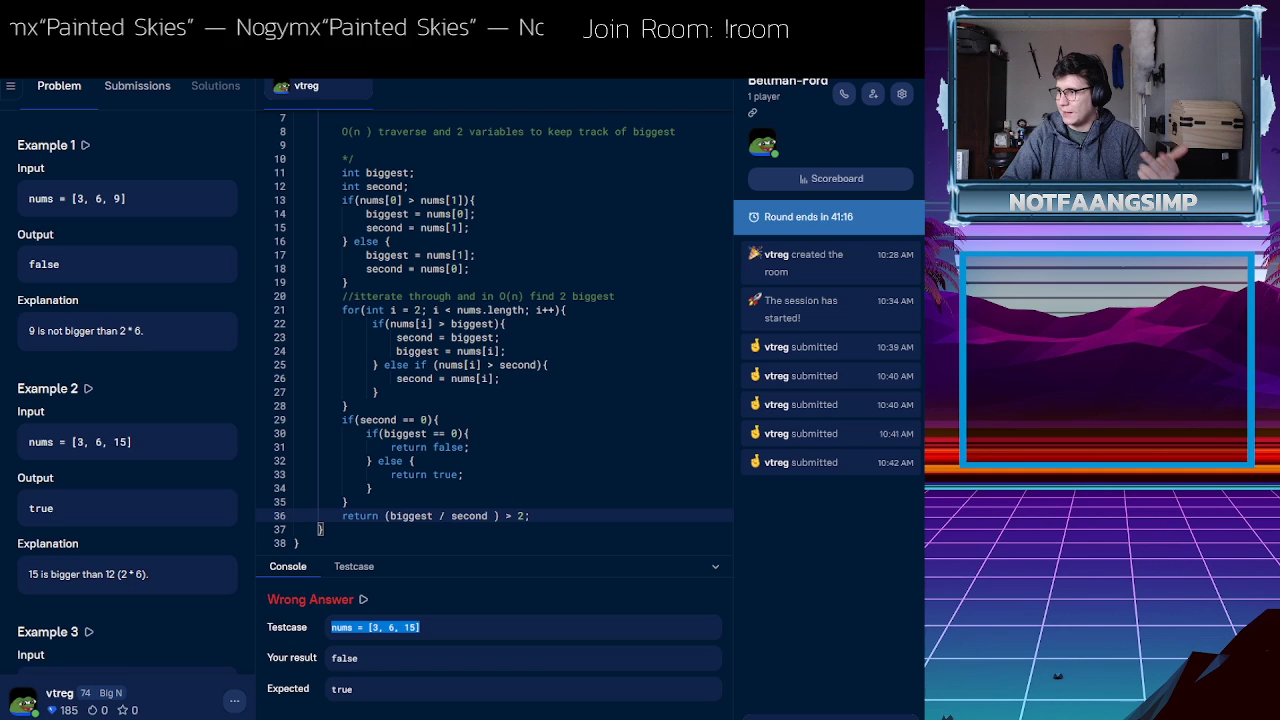 mx“Painted Skies” — Nogymx“Painted Skies” — Nc
Join Room: !room
Problem
Submissions
Solutions
Example 1
Input
nums = [3, 6, 9]
Output
false
Explanation
9 is not bigger than 2 * 6.
Example 2
Input
nums = [3, 6, 15]
Output
true
Explanation
15 is bigger than 12 (2 * 6).
Example 3
Input
vtreg 74 Big N
185 0 0
vtreg
7
8 O(n ) traverse and 2 variables to keep track of biggest
9
10 */
11 int biggest;
12 int second;
13 if(nums[0] > nums[1]){
14 biggest = nums[0];
15 second = nums[1];
16 } else {
17 biggest = nums[1];
18 second = nums[0];
19 }
20 //itterate through and in O(n) find 2 biggest
21 for(int i = 2; i < nums.length; i++){
22 if(nums[i] > biggest){
23 second = biggest;
24 biggest = nums[i];
25 } else if (nums[i] > second){
26 second = nums[i];
27 }
28 }
29 if(second == 0){
30 if(biggest == 0){
31 return false;
32 } else {
33 return true;
34 }
35 }
36 return (biggest / second ) > 2;
37 }
38 }
Console
Testcase
Wrong Answer
Testcase
nums = [3, 6, 15]
Your result
false
Expected
true
Bellman-Ford
1 player
Scoreboard
Round ends in 41:16
vtreg created the room 10:28 AM
The session has started! 10:34 AM
vtreg submitted 10:39 AM
vtreg submitted 10:40 AM
vtreg submitted 10:40 AM
vtreg submitted 10:41 AM
vtreg submitted 10:42 AM
NOTFAANGSIMP